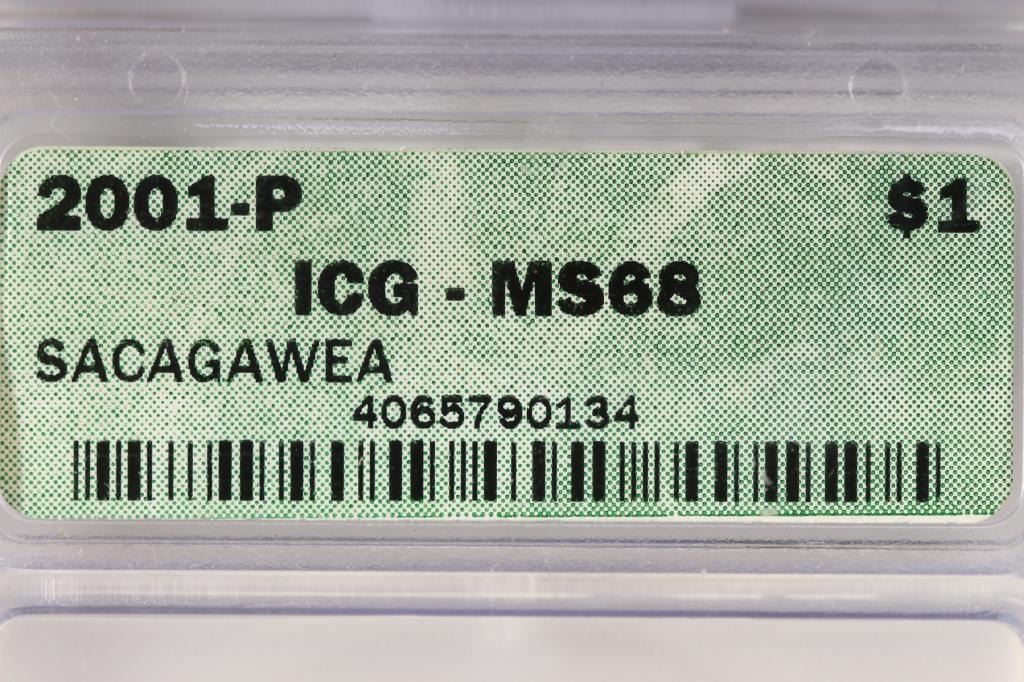 2001-P $1
ICG - MS68
SACAGAWEA
4065790134